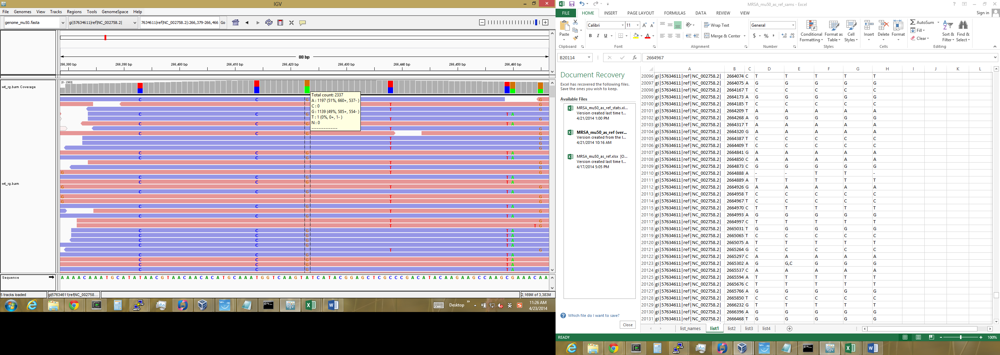 IGV
File Genomes View Tracks Regions Tools GenomeSpace Help
genome_mu50.fasta gi|57634611|ref|NC_002758.2| 7634611|ref|NC_002758.2|:266,379-266,466 Go
88 bp
266,380 bp 266,390 bp 266,400 bp 266,410 bp 266,420 bp 266,430 bp 266,440 bp 266,450 bp 266,460 bp
[0 - 2363]
wt_rg.bam Coverage
Total count: 2337
A : 1197 (51%, 660+, 537- )
C : 0
G : 1139 (49%, 585+, 554- )
T : 1 (0%, 0+, 1- )
N : 0
---------------
wt_rg.bam
Sequence
A A A A C A A A T G C A T A T A A C G T A A C A A C A C A T G C A A A T G G T C A A G T A T C A T A C G G A G C T C G C C C G A C A T A C A A G A A G C C A A G C G A A A C A A
5 tracks loaded gi|57634611|ref|NC_002758.... 2,169M of 3,383M
Desktop 英 11:26 AM
4/23/2014
MRSA_mu50_as_ref_sams - Excel
FILE HOME INSERT PAGE LAYOUT FORMULAS DATA REVIEW VIEW Sign in
Paste Calibri 11 Wrap Text General Conditional Formatting Format as Table Cell Styles Insert Delete Format AutoSum Sort & Filter Find & Select
B I U Merge & Center $ % Fill
Clear
Clipboard Font Alignment Number Styles Cells Editing
B20114 2664967
Document Recovery
Excel has recovered the following files.
Save the ones you wish to keep.
Available Files
MRSA_mu50_as_ref_stats.xl...
Version created last time t...
4/21/2014 1:00 PM
MRSA_mu50_as_ref (ver...
Version created from the l...
4/21/2014 10:16 AM
MRSA_mu50_as_ref.xlsx [O...
Version created last time t...
4/17/2014 5:05 PM
Which file do I want to save?
Close
A B C D E F G H I J K L
20096 gi|57634611|ref|NC_002758.2| 2664074 C T T T T T
20097 gi|57634611|ref|NC_002758.2| 2664075 A G G G G G
20098 gi|57634611|ref|NC_002758.2| 2664167 T C C C C C
20099 gi|57634611|ref|NC_002758.2| 2664173 A G G G G G
20100 gi|57634611|ref|NC_002758.2| 2664185 T C C C C C
20101 gi|57634611|ref|NC_002758.2| 2664209 T A A A A A
20102 gi|57634611|ref|NC_002758.2| 2664268 A G G G G G
20103 gi|57634611|ref|NC_002758.2| 2664317 T A A A A A
20104 gi|57634611|ref|NC_002758.2| 2664320 G A A A A A
20105 gi|57634611|ref|NC_002758.2| 2664387 T C C C C C
20106 gi|57634611|ref|NC_002758.2| 2664409 T C C C C C
20107 gi|57634611|ref|NC_002758.2| 2664841 G A A A A A
20108 gi|57634611|ref|NC_002758.2| 2664850 C A A A A A
20109 gi|57634611|ref|NC_002758.2| 2664873 C G G G G G
20110 gi|57634611|ref|NC_002758.2| 2664888 A - - T T -
20111 gi|57634611|ref|NC_002758.2| 2664889 A T T T T T
20112 gi|57634611|ref|NC_002758.2| 2664926 G A A A A A
20113 gi|57634611|ref|NC_002758.2| 2664958 T C C C C C
20114 gi|57634611|ref|NC_002758.2| 2664967 T C C C C C
20115 gi|57634611|ref|NC_002758.2| 2664970 C T T T T T
20116 gi|57634611|ref|NC_002758.2| 2664993 A G G G G G
20117 gi|57634611|ref|NC_002758.2| 2664997 C T T T T T
20118 gi|57634611|ref|NC_002758.2| 2665031 T G G G G G
20119 gi|57634611|ref|NC_002758.2| 2665065 T C C C C C
20120 gi|57634611|ref|NC_002758.2| 2665075 A T T T T T
20121 gi|57634611|ref|NC_002758.2| 2665264 G C C C C C
20122 gi|57634611|ref|NC_002758.2| 2665297 C A A A A A
20123 gi|57634611|ref|NC_002758.2| 2665302 A G G,C G G G
20124 gi|57634611|ref|NC_002758.2| 2665537 C A A A A A
20125 gi|57634611|ref|NC_002758.2| 2665594 A T T T T T
20126 gi|57634611|ref|NC_002758.2| 2665676 C T T T T T
20127 gi|57634611|ref|NC_002758.2| 2665766 A G G G G G
20128 gi|57634611|ref|NC_002758.2| 2665850 T C C C C C
20129 gi|57634611|ref|NC_002758.2| 2666232 G T T T T T
20130 gi|57634611|ref|NC_002758.2| 2666396 A G G G G G
20131 gi|57634611|ref|NC_002758.2| 2666468 T G G G G G
list_names list1 list2 list3 list4
READY 100%